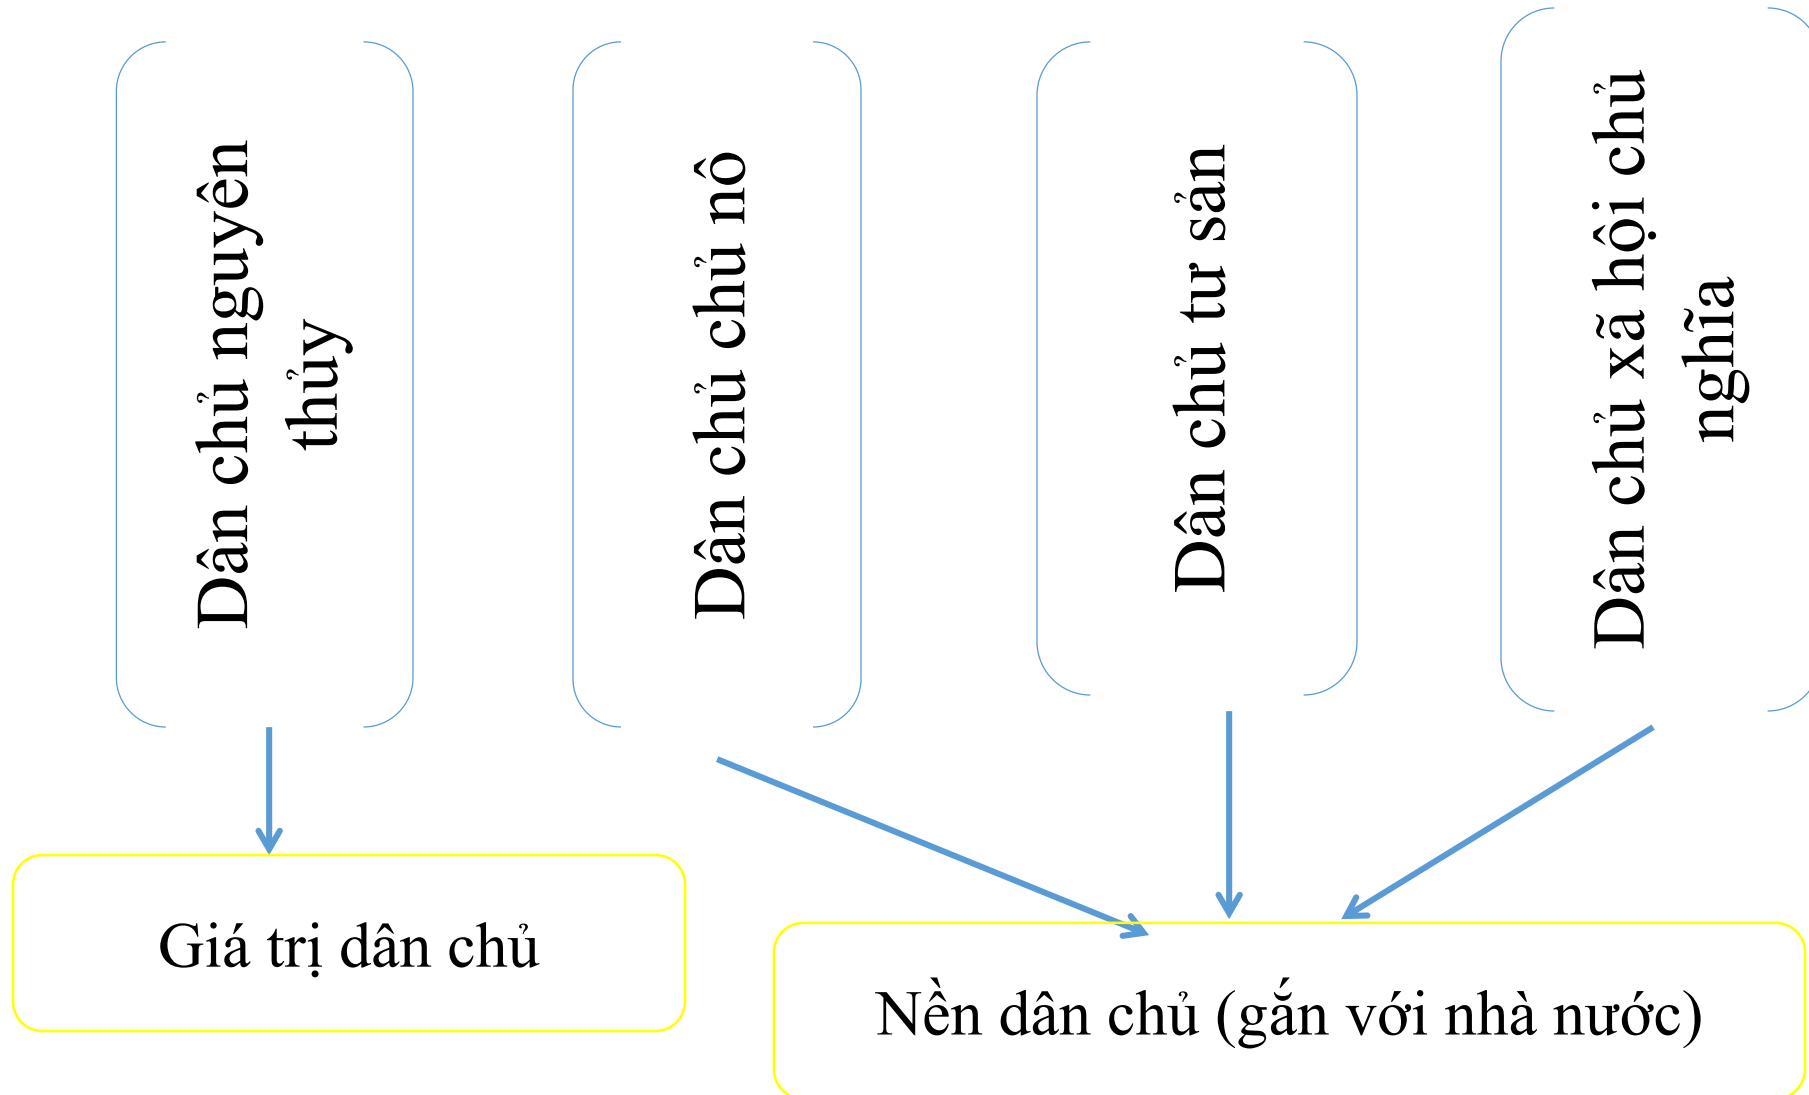 Dân chủ nguyên
thủy
Dân chủ chủ nô
Dân chủ tư sản
Dân chủ xã hội chủ
nghĩa
Giá trị dân chủ
Nền dân chủ (gắn với nhà nước)